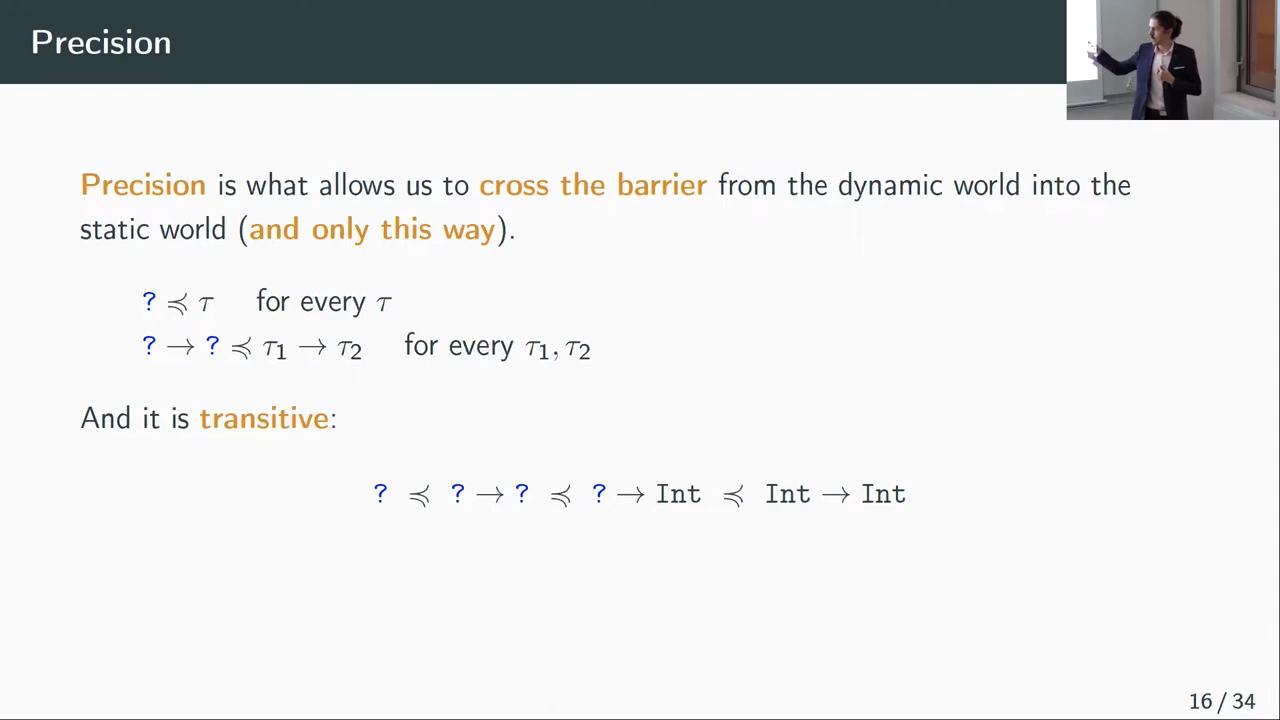 Precision
Precision is what allows us to cross the barrier from the dynamic world into the
static world (and only this way).
? ≼ τ for every τ
? → ? ≼ τ₁ → τ₂ for every τ₁, τ₂
And it is transitive:
? ≼ ? → ? ≼ ? → Int ≼ Int → Int
16 / 34